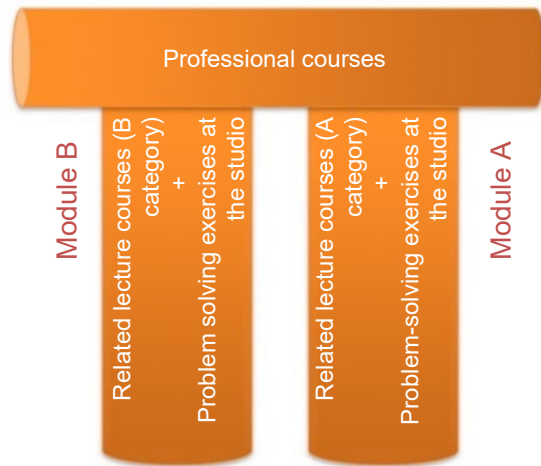 Professional courses
Module B
Related lecture courses (B
category)
+
Problem solving exercises at
the studio
Related lecture courses (A
category)
+
Problem-solving exercises at
the studio
Module A